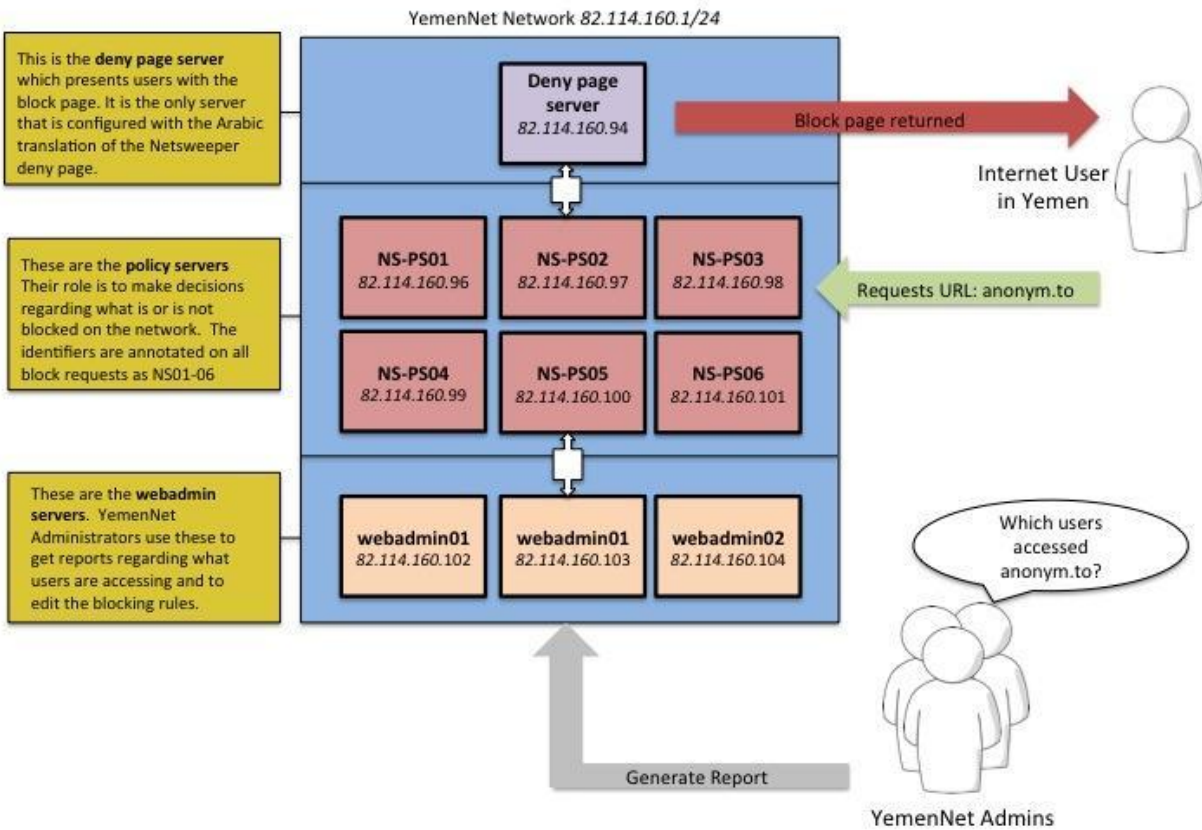 YemenNet Network 82.114.160.1/24
This is the deny page server
which presents users with the
block page. It is the only server
that is configured with the Arabic
translation of the Netsweeper
deny page.
Deny page
server
82.114.160.94
Block page returned
Internet User
in Yemen
These are the policy servers
Their role is to make decisions
regarding what is or is not
blocked on the network. The
identifiers are annotated on all
block requests as NS01-06
NS-PS01
82.114.160.96
NS-PS02
82.114.160.97
NS-PS03
82.114.160.98
Requests URL: anonym.to
NS-PS04
82.114.160.99
NS-PS05
82.114.160.100
NS-PS06
82.114.160.101
These are the webadmin
servers. YemenNet
Administrators use these to
get reports regarding what
users are accessing and to
edit the blocking rules.
webadmin01
82.114.160.102
webadmin01
82.114.160.103
webadmin02
82.114.160.104
Which users
accessed
anonym.to?
Generate Report
YemenNet Admins